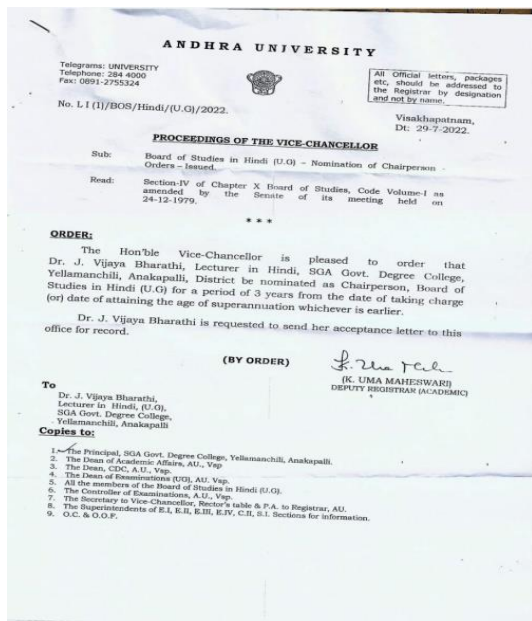 ANDHRA UNIVERSITY
Telegrams: UNIVERSITY
Telephone: 284 4000
Fax: 0891-2755324
All Official letters, packages
etc, should be addressed to
the Registrar by designation
and not by name.
No. L I (1)/BOS/Hindi/(U.G)/2022.
Visakhapatnam,
Dt: 29-7-2022.
PROCEEDINGS OF THE VICE-CHANCELLOR
Sub: Board of Studies in Hindi (U.G) – Nomination of Chairperson -
Orders – Issued.
Read: Section-IV of Chapter X Board of Studies, Code Volume-I as
amended by the Senate of its meeting held on
24-12-1979.
* * *
ORDER:
The Hon'ble Vice-Chancellor is pleased to order that
Dr. J. Vijaya Bharathi, Lecturer in Hindi, SGA Govt. Degree College,
Yellamanchili, Anakapalli, District be nominated as Chairperson, Board of
Studies in Hindi (U.G) for a period of 3 years from the date of taking charge
(or) date of attaining the age of superannuation whichever is earlier.
Dr. J. Vijaya Bharathi is requested to send her acceptance letter to this
office for record.
(BY ORDER)
K. Uma Mah
(K. UMA MAHESWARI)
DEPUTY REGISTRAR (ACADEMIC)
To
Dr. J. Vijaya Bharathi,
Lecturer in Hindi, (U.G),
SGA Govt. Degree College,
Yellamanchili, Anakapalli
Copies to:
1. The Principal, SGA Govt. Degree College, Yellamanchili, Anakapalli.
2. The Dean of Academic Affairs, AU., Vsp
3. The Dean, CDC, A.U., Vsp.
4. The Dean of Examinations (UG), AU. Vsp.
5. All the members of the Board of Studies in Hindi (U.G).
6. The Controller of Examinations, A.U., Vsp.
7. The Secretary to Vice-Chancellor, Rector's table & P.A. to Registrar, AU.
8. The Superintendents of E.I, E.II, E.III, E.IV, C.II, S.I. Sections for information.
9. O.C. & O.O.F.